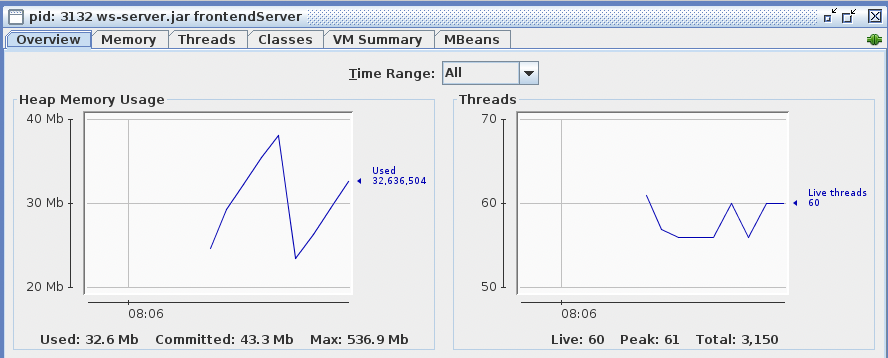 pid: 3132 ws-server.jar frontendServer
Overview Memory Threads Classes VM Summary MBeans
Time Range: All
Heap Memory Usage
40 Mb
30 Mb
20 Mb
Used
32,636,504
08:06
Used: 32.6 Mb Committed: 43.3 Mb Max: 536.9 Mb
Threads
70
60
50
Live threads
60
08:06
Live: 60 Peak: 61 Total: 3,150